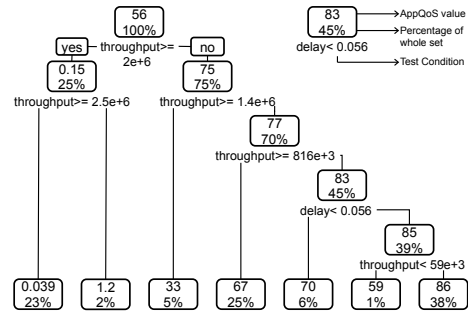 56
100%
83
45%
AppQoS value
Percentage of
whole set
Test Condition
delay< 0.056
yes
throughput>=
2e+6
no
0.15
25%
75
75%
throughput>= 2.5e+6
throughput>= 1.4e+6
77
70%
throughput>= 816e+3
83
45%
delay< 0.056
85
39%
throughput< 59e+3
0.039
23%
1.2
2%
33
5%
67
25%
70
6%
59
1%
86
38%